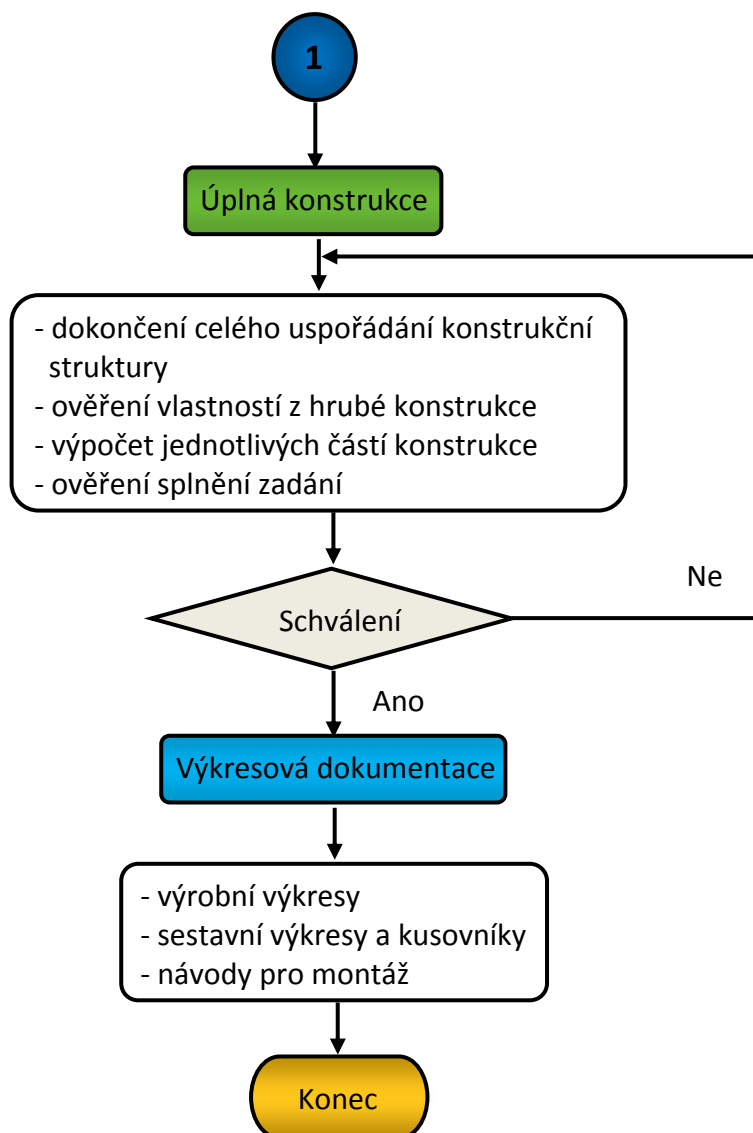 1
Úplná konstrukce
- dokončení celého uspořádání konstrukční
struktury
- ověření vlastností z hrubé konstrukce
- výpočet jednotlivých částí konstrukce
- ověření splnění zadání
Ne
Schválení
Ano
Výkresová dokumentace
- výrobní výkresy
- sestavní výkresy a kusovníky
- návody pro montáž
Konec